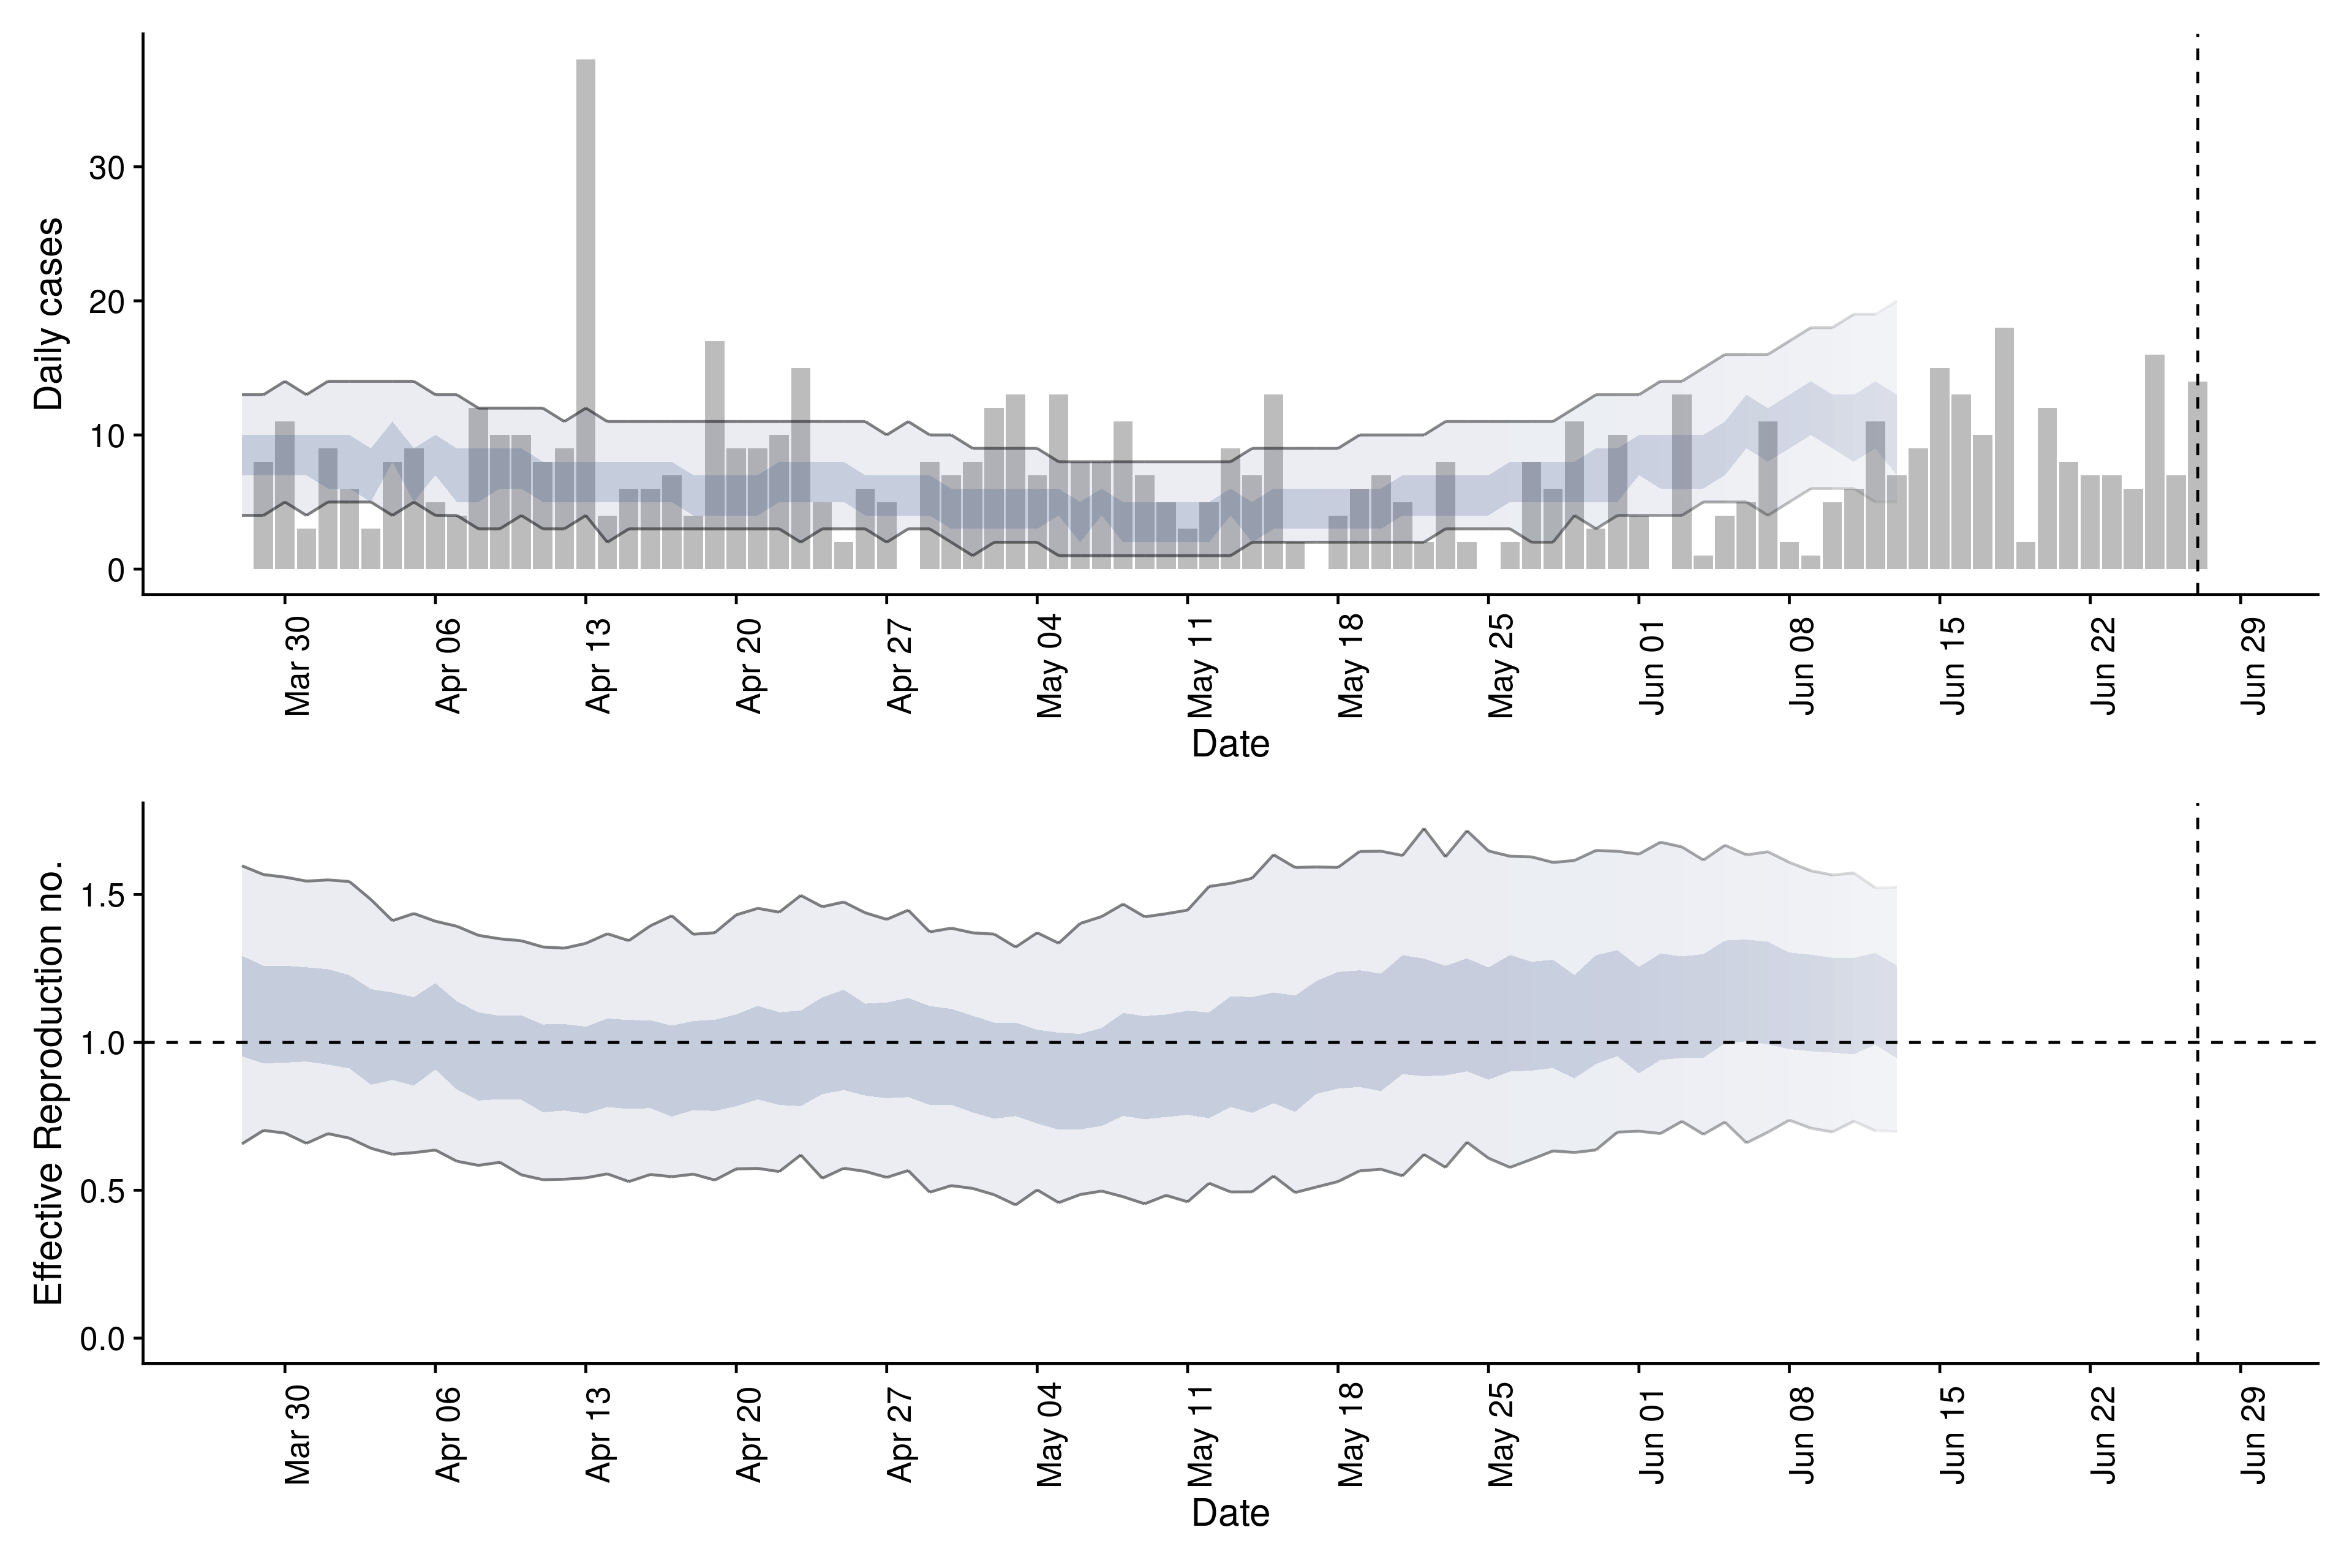 Daily cases
30
20
10
0
Mar 30
Apr 06
Apr 13
Apr 20
Apr 27
May 04
May 11
May 18
May 25
Jun 01
Jun 08
Jun 15
Jun 22
Jun 29
Date
Effective Reproduction no.
1.5
1.0
0.5
0.0
Mar 30
Apr 06
Apr 13
Apr 20
Apr 27
May 04
May 11
May 18
May 25
Jun 01
Jun 08
Jun 15
Jun 22
Jun 29
Date